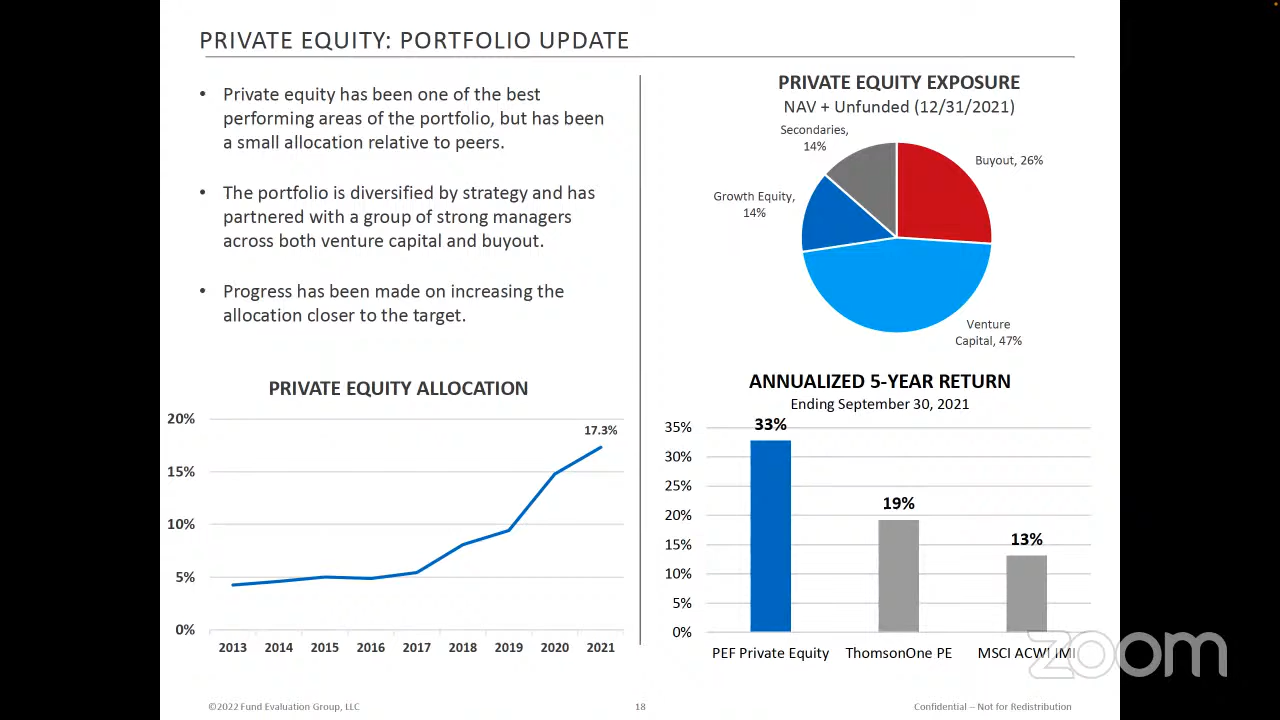 PRIVATE EQUITY: PORTFOLIO UPDATE
• Private equity has been one of the best
performing areas of the portfolio, but has been
a small allocation relative to peers.
• The portfolio is diversified by strategy and has
partnered with a group of strong managers
across both venture capital and buyout.
• Progress has been made on increasing the
allocation closer to the target.
PRIVATE EQUITY ALLOCATION
20%
17.3%
15%
10%
5%
0%
2013 2014 2015 2016 2017 2018 2019 2020 2021
PRIVATE EQUITY EXPOSURE
NAV + Unfunded (12/31/2021)
Secondaries,
14%
Buyout, 26%
Growth Equity,
14%
Venture
Capital, 47%
ANNUALIZED 5-YEAR RETURN
Ending September 30, 2021
35%
33%
30%
25%
20%
19%
15%
13%
10%
5%
0%
PEF Private Equity ThomsonOne PE MSCI ACWI IMI
zoom
©2022 Fund Evaluation Group, LLC
18
Confidential – Not for Redistribution